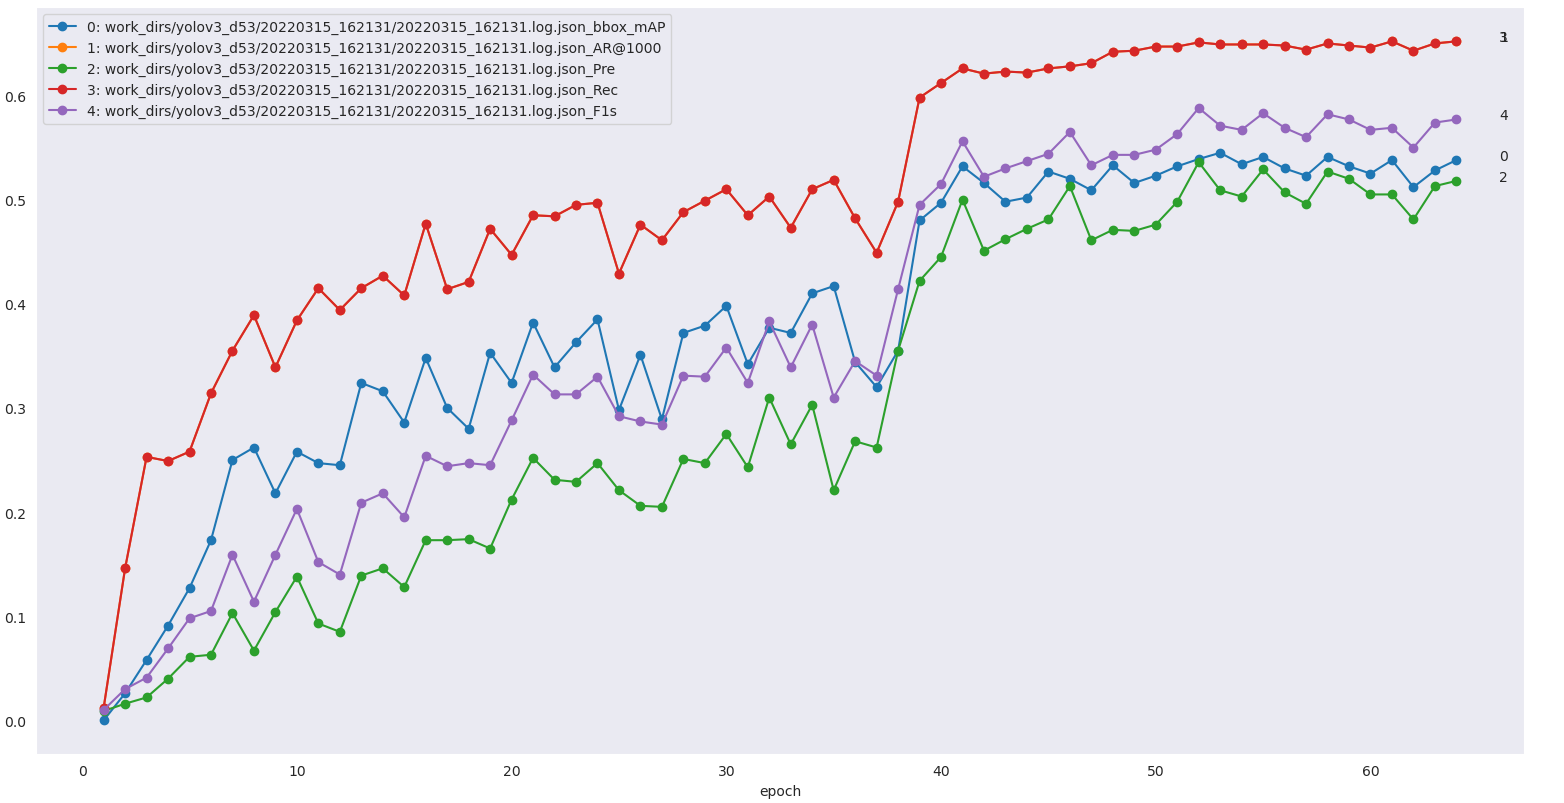 0: work_dirs/yolov3_d53/20220315_162131/20220315_162131.log.json_bbox_mAP
1: work_dirs/yolov3_d53/20220315_162131/20220315_162131.log.json_AR@1000
2: work_dirs/yolov3_d53/20220315_162131/20220315_162131.log.json_Pre
3: work_dirs/yolov3_d53/20220315_162131/20220315_162131.log.json_Rec
4: work_dirs/yolov3_d53/20220315_162131/20220315_162131.log.json_F1s
4
0
2
0.6
0.5
0.4
0.3
0.2
0.1
0.0
0 10 20 30 40 50 60
epoch